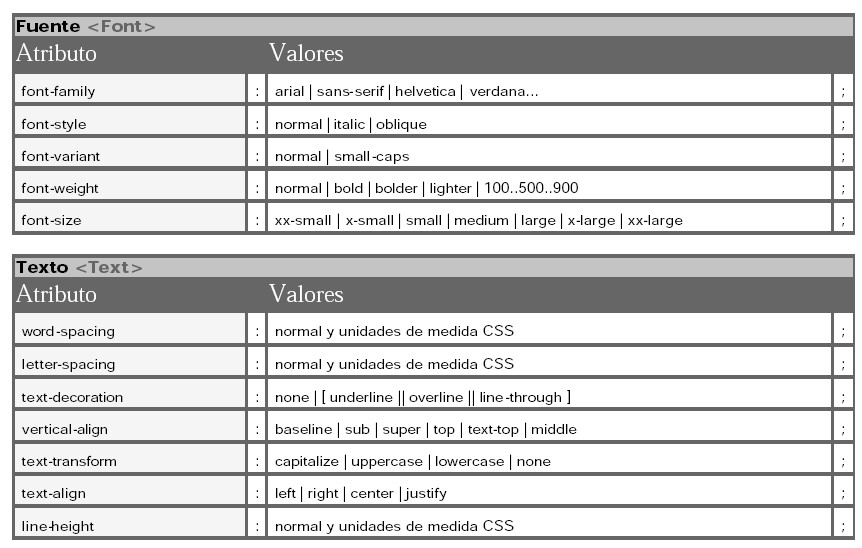 Fuente <Font>
Atributo Valores
font-family : arial | sans-serif | helvetica | verdana... ;
font-style : normal | italic | oblique ;
font-variant : normal | small-caps ;
font-weight : normal | bold | bolder | lighter | 100..500..900 ;
font-size : xx-small | x-small | small | medium | large | x-large | xx-large ;
Texto <Text>
Atributo Valores
word-spacing : normal y unidades de medida CSS ;
letter-spacing : normal y unidades de medida CSS ;
text-decoration : none | [ underline || overline || line-through ] ;
vertical-align : baseline | sub | super | top | text-top | middle ;
text-transform : capitalize | uppercase | lowercase | none ;
text-align : left | right | center | justify ;
line-height : normal y unidades de medida CSS ;